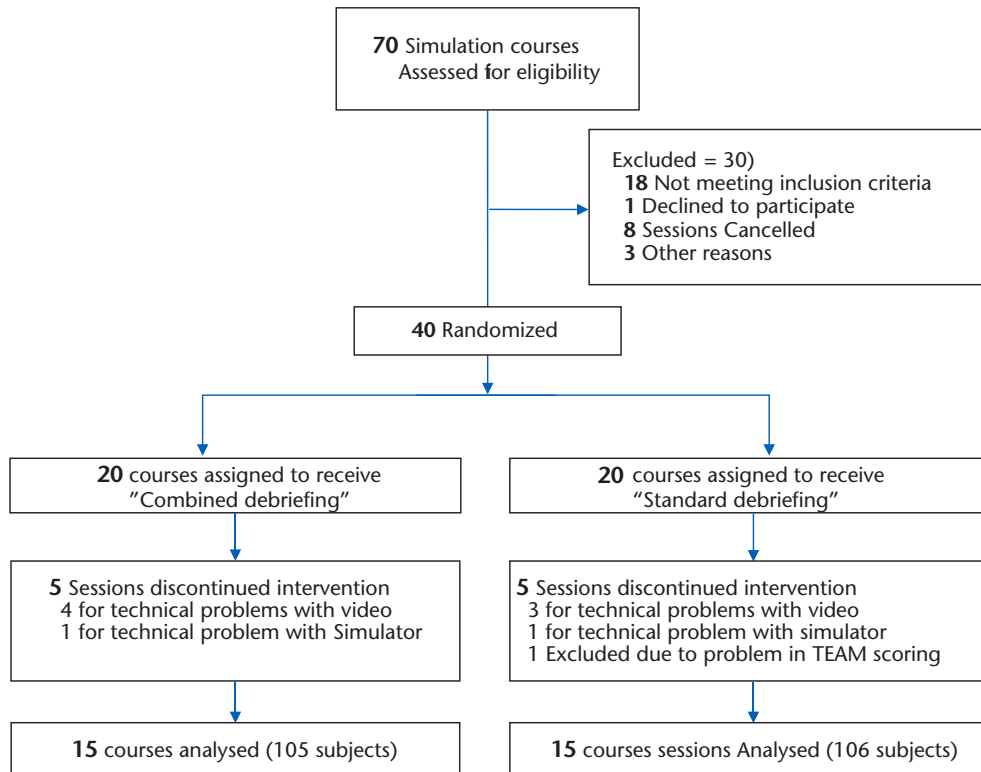 70 Simulation courses
Assessed for eligibility
Excluded = 30)
18 Not meeting inclusion criteria
1 Declined to participate
8 Sessions Cancelled
3 Other reasons
40 Randomized
20 courses assigned to receive
"Combined debriefing"
20 courses assigned to receive
"Standard debriefing"
5 Sessions discontinued intervention
4 for technical problems with video
1 for technical problem with Simulator
5 Sessions discontinued intervention
3 for technical problems with video
1 for technical problem with simulator
1 Excluded due to problem in TEAM scoring
15 courses analysed (105 subjects)
15 courses sessions Analysed (106 subjects)